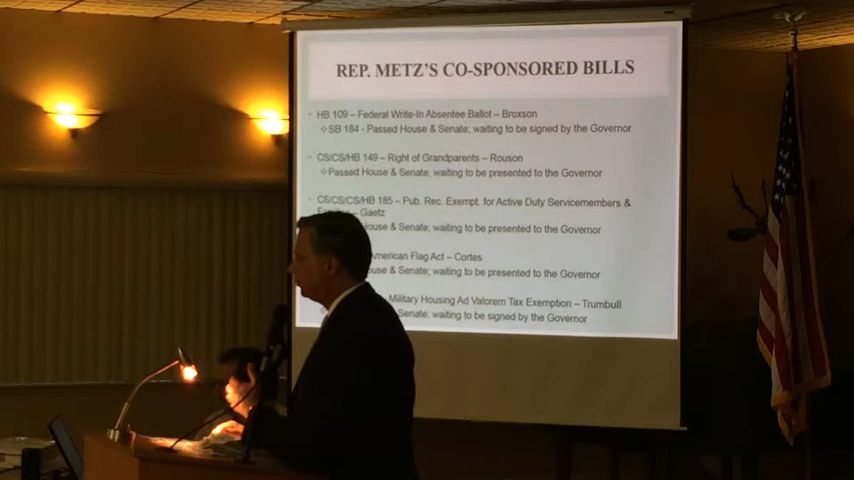 REP. METZ'S CO-SPONSORED BILLS
HB 109 – Federal Write-In Absentee Ballot – Broxson
SB 184 - Passed House & Senate; waiting to be signed by the Governor
CS/CS/HB 149 – Right of Grandparents – Rouson
Passed House & Senate; waiting to be presented to the Governor
CS/CS/CS/HB 185 – Pub. Rec. Exempt. for Active Duty Servicemembers &
– Gaetz
House & Senate; waiting to be presented to the Governor
American Flag Act – Cortes
House & Senate; waiting to be presented to the Governor
Military Housing Ad Valorem Tax Exemption – Trumbull
Senate; waiting to be signed by the Governor